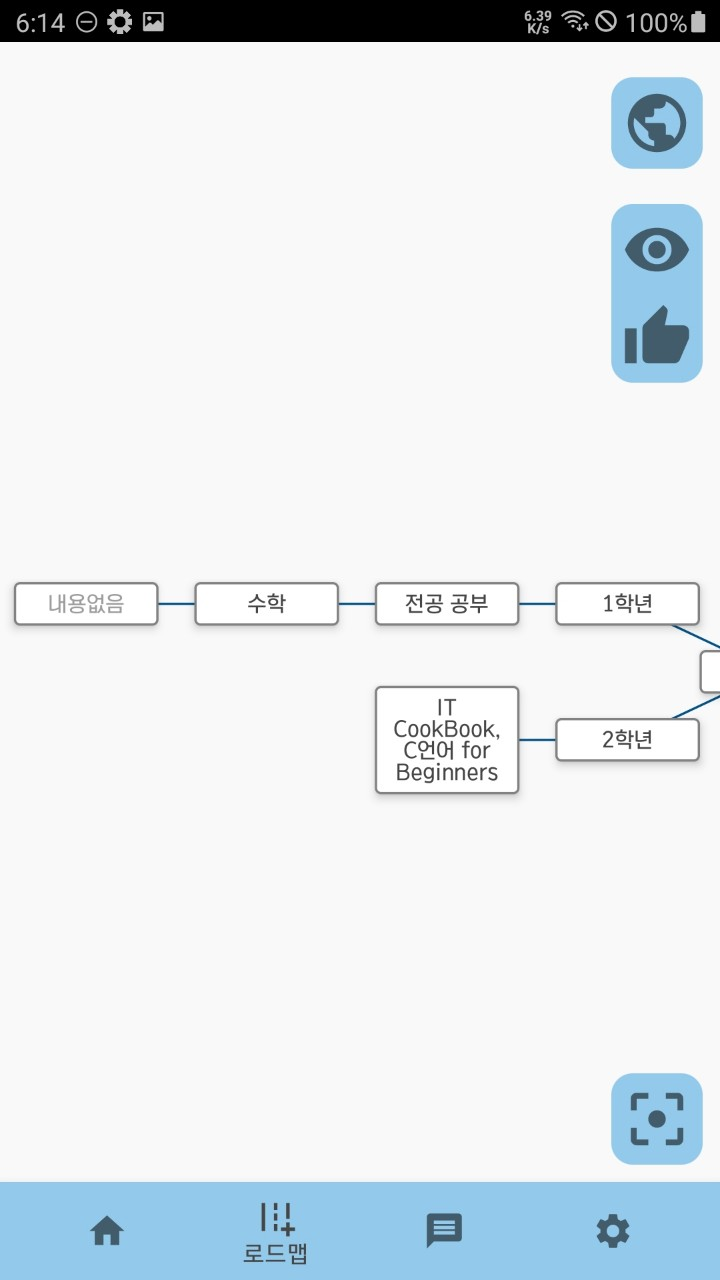 6:14
6.39
K/s
100%
내용없음
수학
전공 공부
1학년
IT
CookBook,
C언어 for
Beginners
2학년
로드맵